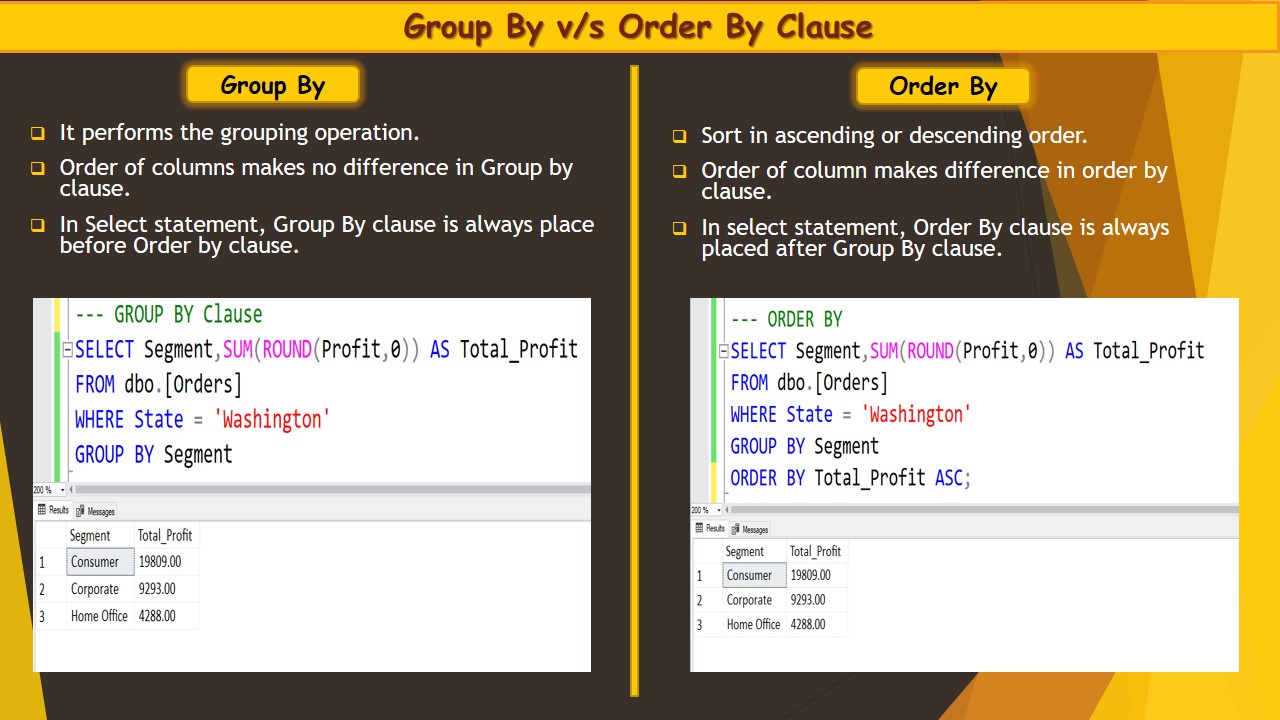 Group By v/s Order By Clause
Group By
It performs the grouping operation.
Order of columns makes no difference in Group by
clause.
In Select statement, Group By clause is always place
before Order by clause.
--- GROUP BY Clause
SELECT Segment,SUM(ROUND(Profit,0)) AS Total_Profit
FROM dbo.[Orders]
WHERE State = 'Washington'
GROUP BY Segment
200 %
Results Messages
Segment Total_Profit
1 Consumer 19809.00
2 Corporate 9293.00
3 Home Office 4288.00
Order By
Sort in ascending or descending order.
Order of column makes difference in order by
clause.
In select statement, Order By clause is always
placed after Group By clause.
--- ORDER BY
SELECT Segment,SUM(ROUND(Profit,0)) AS Total_Profit
FROM dbo.[Orders]
WHERE State = 'Washington'
GROUP BY Segment
ORDER BY Total_Profit ASC;
200 %
Results Messages
Segment Total_Profit
1 Consumer 19809.00
2 Corporate 9293.00
3 Home Office 4288.00